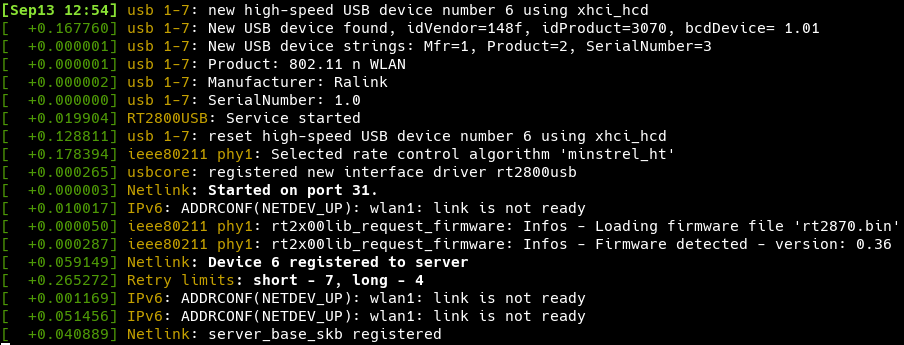 [Sep13 12:54] usb 1-7: new high-speed USB device number 6 using xhci_hcd
[  +0.167760] usb 1-7: New USB device found, idVendor=148f, idProduct=3070, bcdDevice= 1.01
[  +0.000001] usb 1-7: New USB device strings: Mfr=1, Product=2, SerialNumber=3
[  +0.000001] usb 1-7: Product: 802.11 n WLAN
[  +0.000002] usb 1-7: Manufacturer: Ralink
[  +0.000000] usb 1-7: SerialNumber: 1.0
[  +0.019904] RT2800USB: Service started
[  +0.128811] usb 1-7: reset high-speed USB device number 6 using xhci_hcd
[  +0.178394] ieee80211 phy1: Selected rate control algorithm 'minstrel_ht'
[  +0.000265] usbcore: registered new interface driver rt2800usb
[  +0.000003] Netlink: Started on port 31.
[  +0.010017] IPv6: ADDRCONF(NETDEV_UP): wlan1: link is not ready
[  +0.000050] ieee80211 phy1: rt2x00lib_request_firmware: Infos - Loading firmware file 'rt2870.bin'
[  +0.000287] ieee80211 phy1: rt2x00lib_request_firmware: Infos - Firmware detected - version: 0.36
[  +0.059149] Netlink: Device 6 registered to server
[  +0.265272] Retry limits: short - 7, long - 4
[  +0.001169] IPv6: ADDRCONF(NETDEV_UP): wlan1: link is not ready
[  +0.051456] IPv6: ADDRCONF(NETDEV_UP): wlan1: link is not ready
[  +0.040889] Netlink: server_base_skb registered